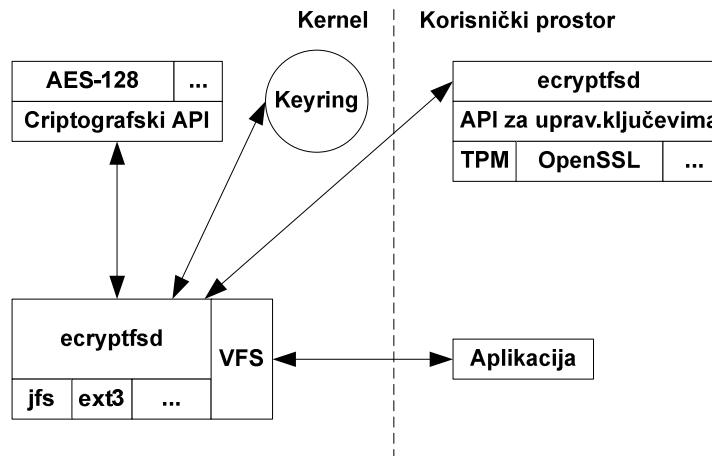 Kernel
Korisnički prostor
AES-128
...
Criptografski API
Keyring
ecryptfsd
API za uprav.ključevima
TPM
OpenSSL
...
ecryptfsd
VFS
jfs
ext3
...
Aplikacija